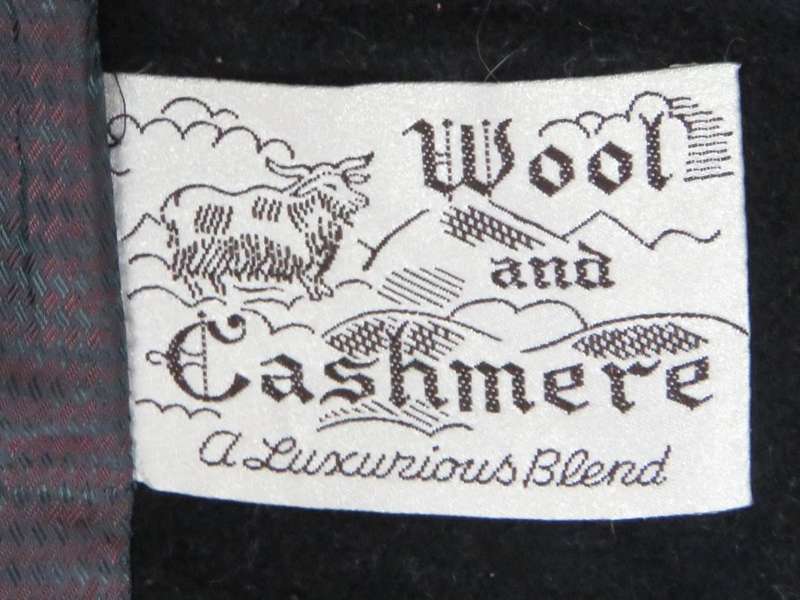 Wool
and
Cashmere
A Luxurious Blend